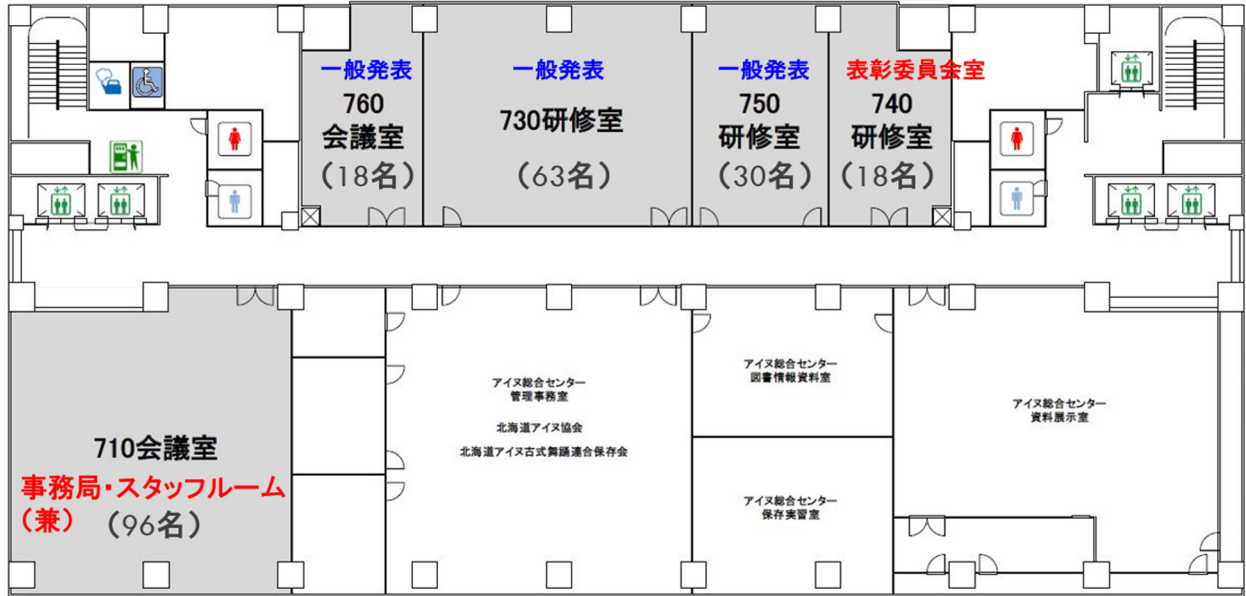 一般発表
760
会議室
（18名）
一般発表
730研修室
（63名）
一般発表
750
研修室
（30名）
表彰委員会室
740
研修室
（18名）
710会議室
事務局・スタッフルーム
（兼）（96名）
アイヌ総合センター
管理事務室
北海道アイヌ協会
北海道アイヌ古式舞踊連合保存会
アイヌ総合センター
図書情報資料室
アイヌ総合センター
保存実習室
アイヌ総合センター
資料展示室